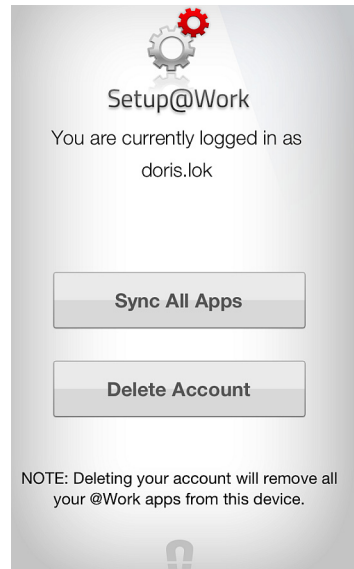 Setup@Work
You are currently logged in as
doris.lok
Sync All Apps
Delete Account
NOTE: Deleting your account will remove all
your @Work apps from this device.